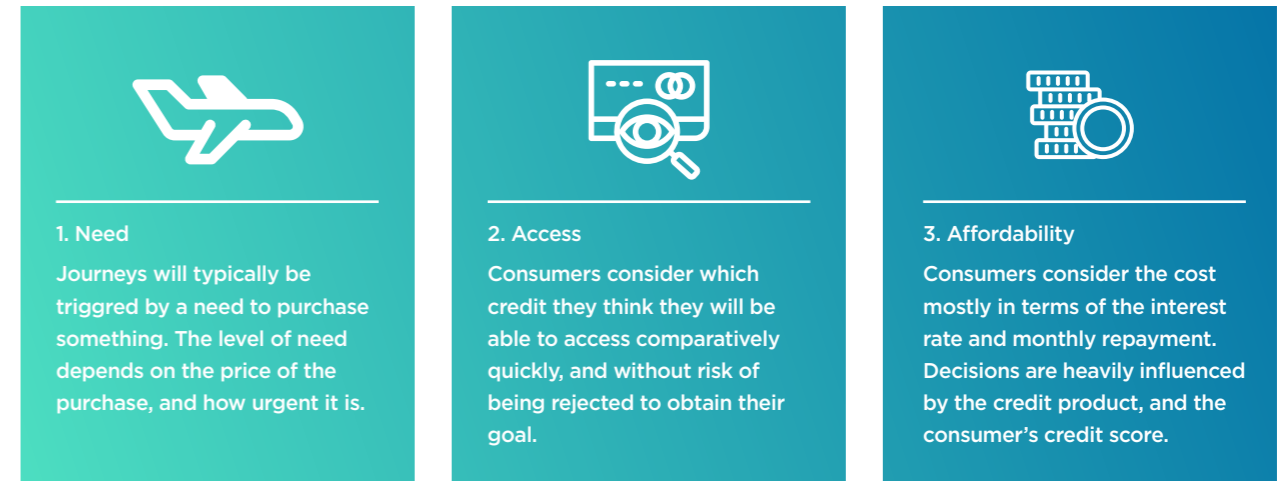 1. Need
Journeys will typically be
triggred by a need to purchase
something. The level of need
depends on the price of the
purchase, and how urgent it is.
2. Access
Consumers consider which
credit they think they will be
able to access comparatively
quickly, and without risk of
being rejected to obtain their
goal.
3. Affordability
Consumers consider the cost
mostly in terms of the interest
rate and monthly repayment.
Decisions are heavily influenced
by the credit product, and the
consumer’s credit score.